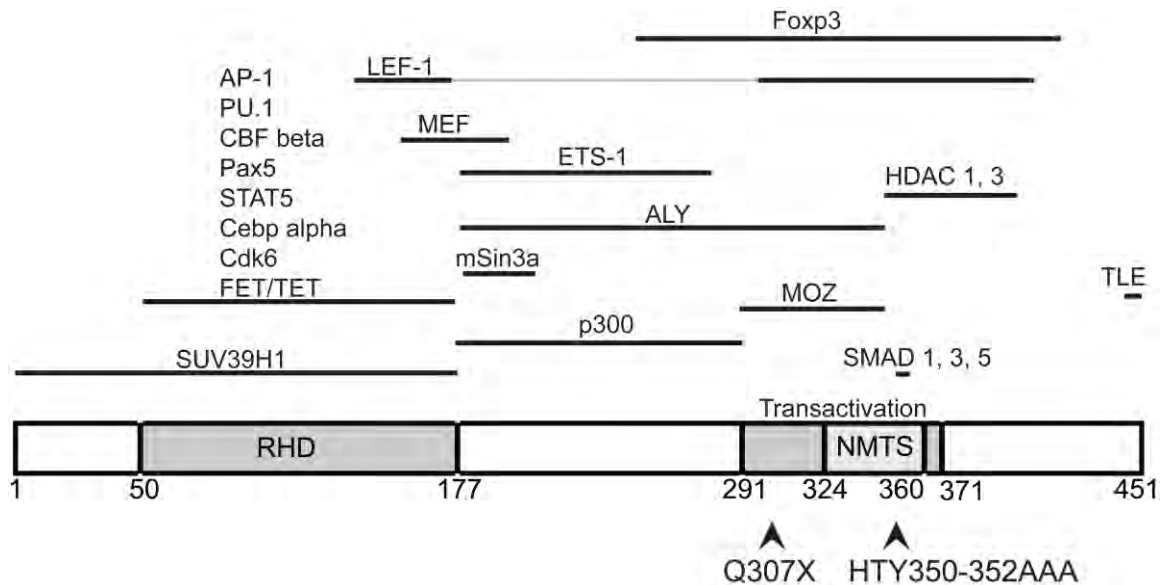 Foxp3
AP-1 LEF-1
PU.1
CBF beta MEF
Pax5 ETS-1
HDAC 1, 3
STAT5
Cebp alpha ALY
Cdk6 mSin3a
FET/TET MOZ TLE
p300
SUV39H1 SMAD 1, 3, 5
Transactivation
RHD NMTS
1 50 177 291 324 360 371 451
Q307X HTY350-352AAA